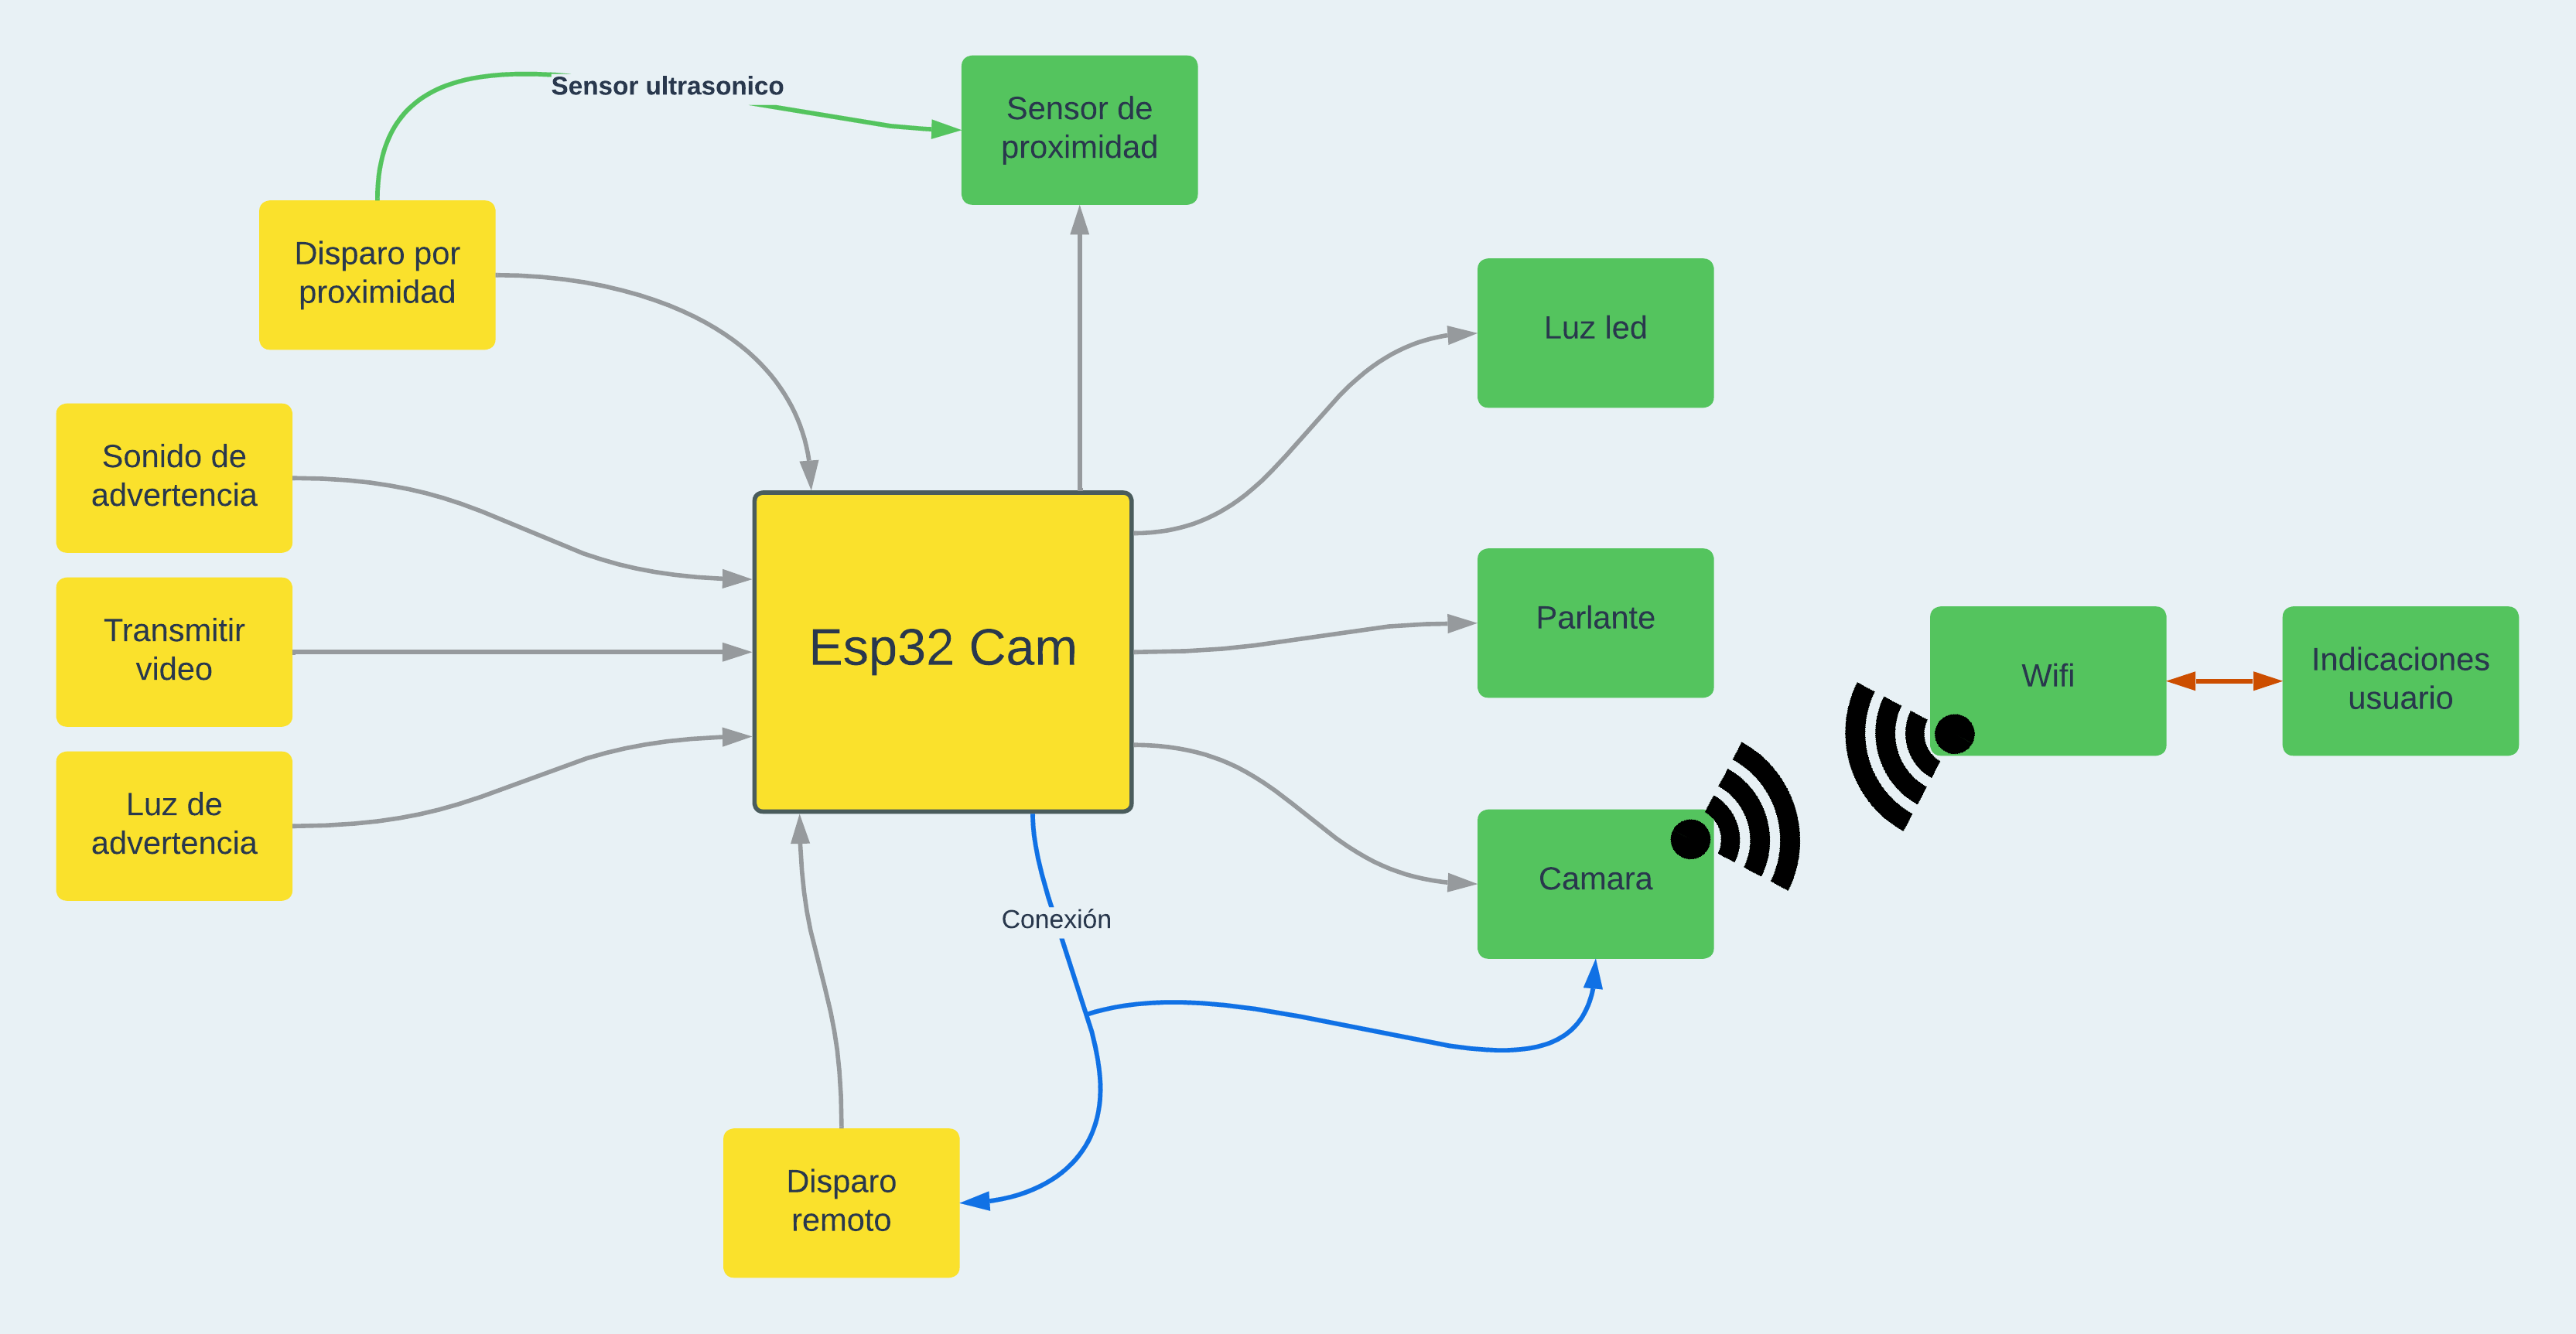 Sensor ultrasonico
Sensor de
proximidad
Disparo por
proximidad
Luz led
Sonido de
advertencia
Transmitir
video
Luz de
advertencia
Esp32 Cam
Parlante
Wifi
Indicaciones
usuario
Camara
Conexión
Disparo
remoto